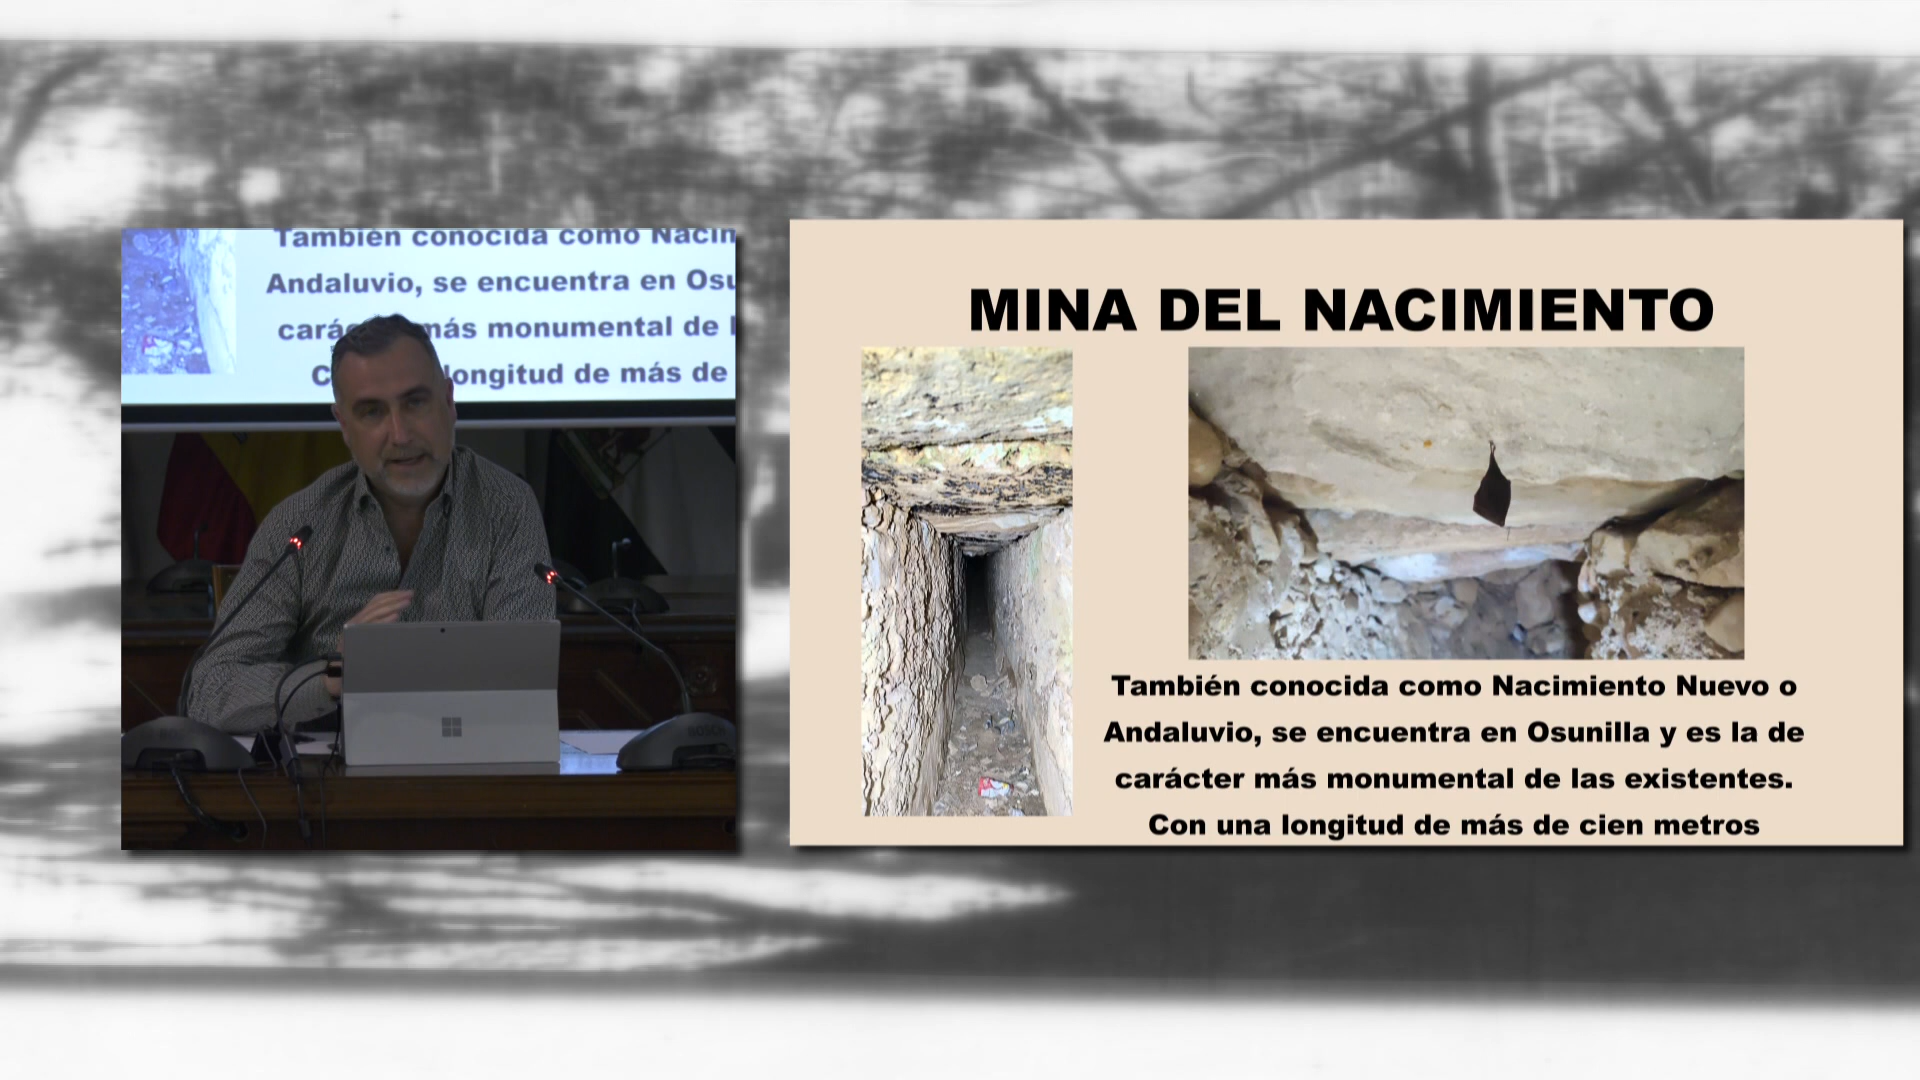 También conocida como Nacim
Andaluvio, se encuentra en Osu
más monumental de
longitud de más de
BOSCH
MINA DEL NACIMIENTO
También conocida como Nacimiento Nuevo o
Andaluvio, se encuentra en Osunilla y es la de
carácter más monumental de las existentes.
Con una longitud de más de cien metros